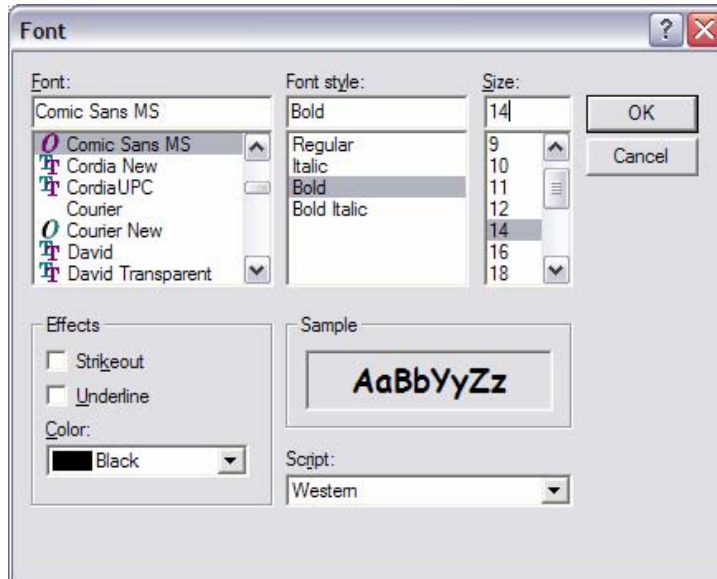 Font
Font:
Font style:
Size:
Comic Sans MS
Bold
14
OK
Cancel
Comic Sans MS
Cordia New
CordiaUPC
Courier
Courier New
David
David Transparent
Regular
Italic
Bold
Bold Italic
9
10
11
12
14
16
18
Effects
Strikeout
Underline
Color:
Black
Sample
AaBbYyZz
Script:
Western